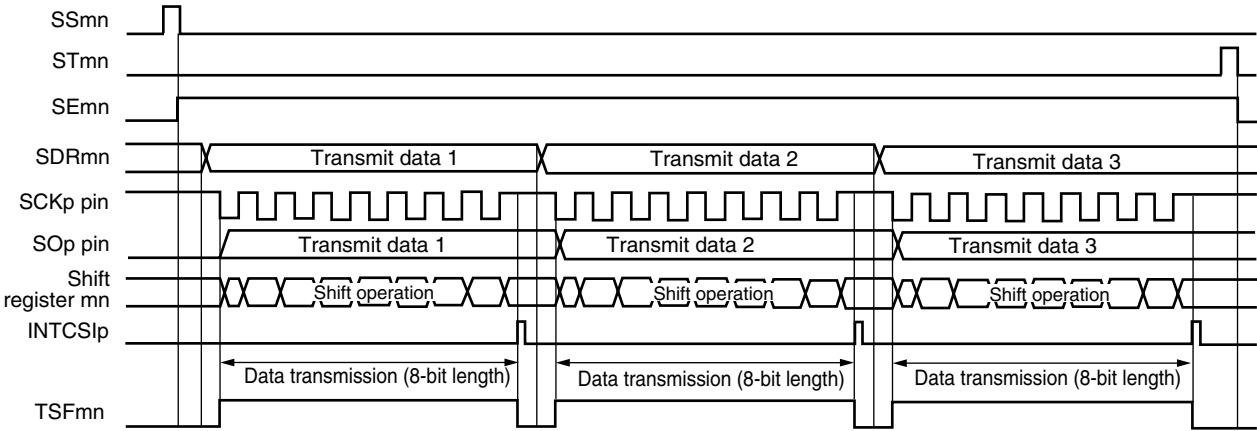 SSmn
STmn
SEmn
SDRmn Transmit data 1 Transmit data 2 Transmit data 3
SCKp pin
SOp pin Transmit data 1 Transmit data 2 Transmit data 3
Shift
register mn Shift operation Shift operation Shift operation
INTCSIp
Data transmission (8-bit length) Data transmission (8-bit length) Data transmission (8-bit length)
TSFmn